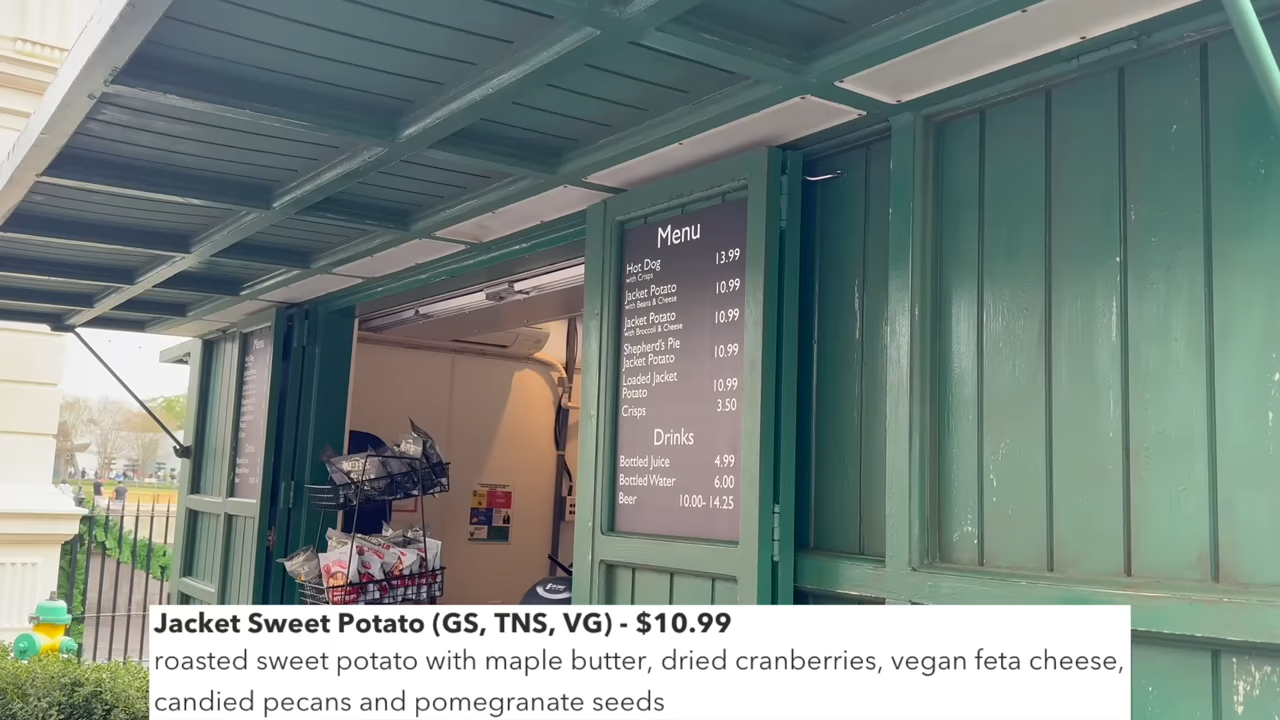 Menu
Hot Dog 13.99
with Crisps
Jacket Potato 10.99
with Beans & Cheese
Jacket Potato 10.99
with Broccoli & Cheese
Shepherd's Pie
Jacket Potato 10.99
Loaded Jacket
Potato 10.99
Crisps 3.50
Drinks
Bottled Juice 4.99
Bottled Water 6.00
Beer 10.00- 14.25
Menu
Jacket Sweet Potato (GS, TNS, VG) - $10.99
roasted sweet potato with maple butter, dried cranberries, vegan feta cheese,
candied pecans and pomegranate seeds